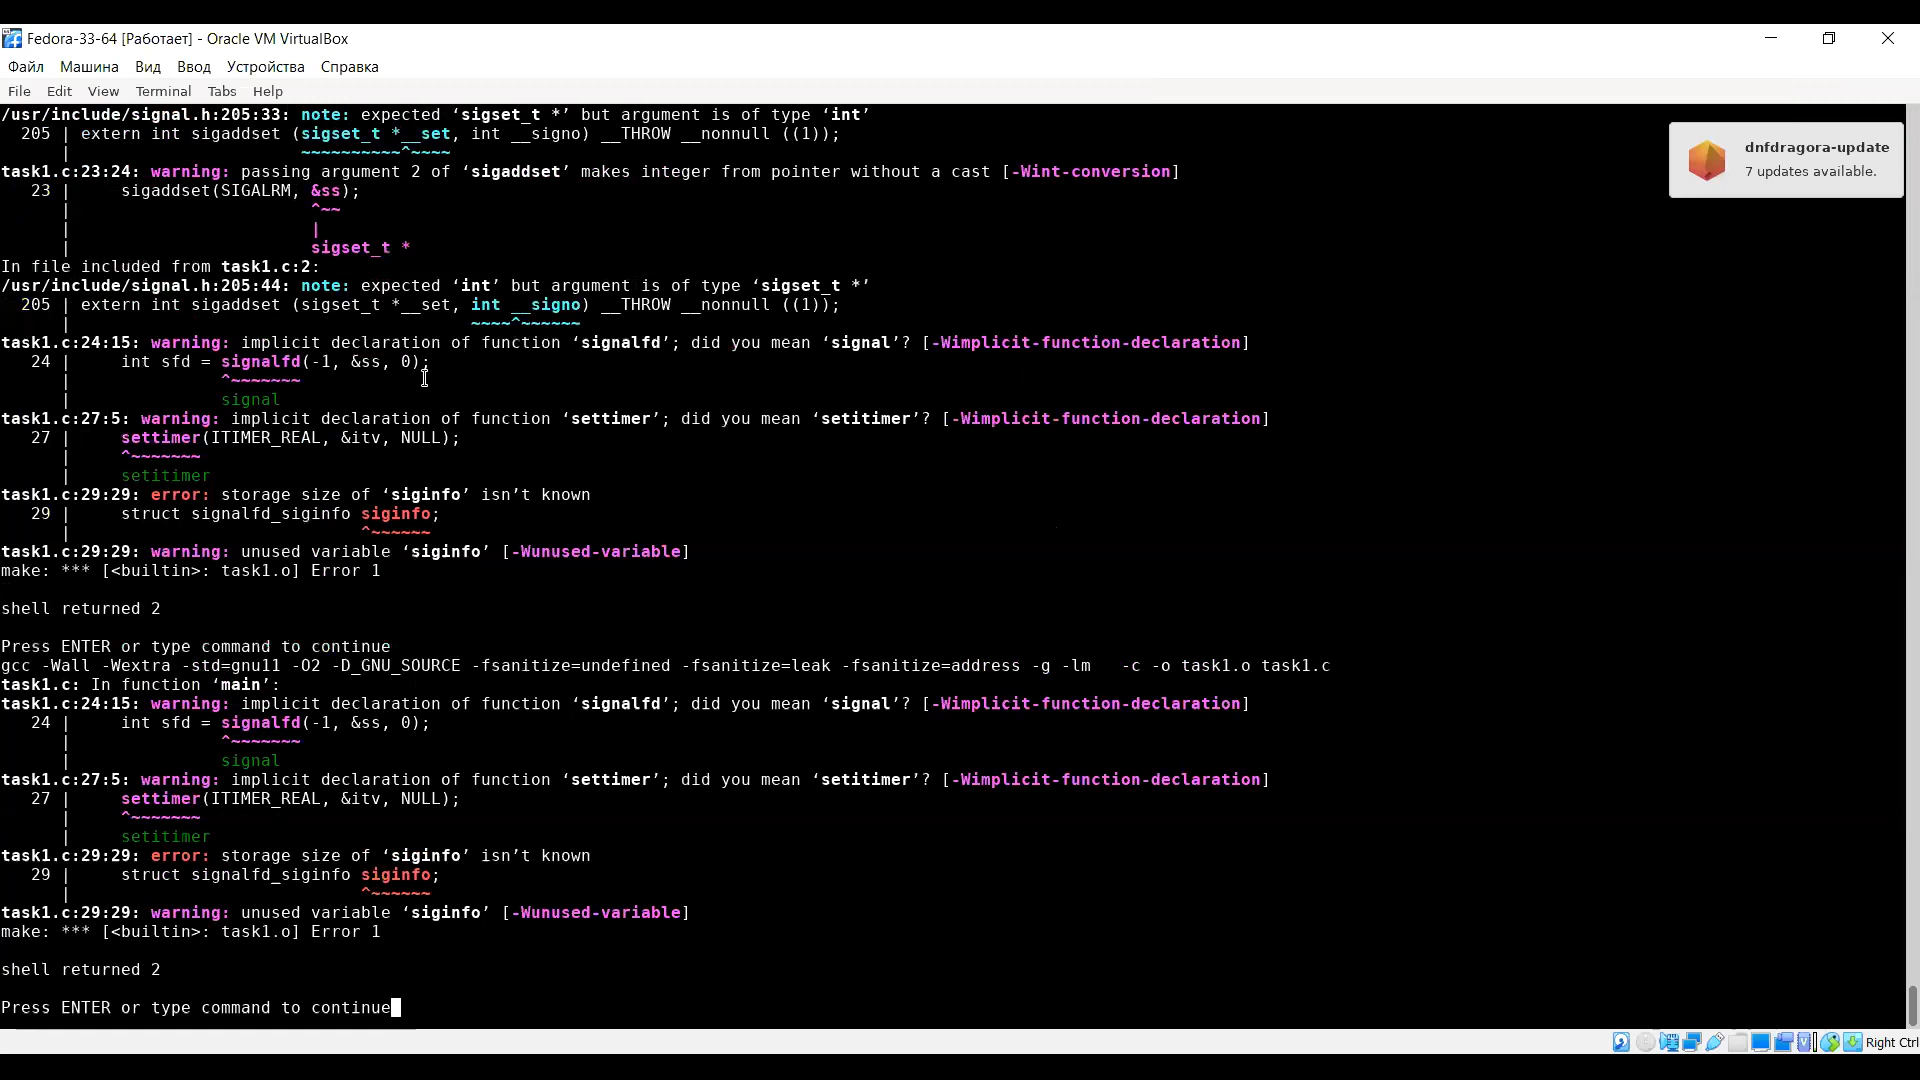 Fedora-33-64 [Работает] - Oracle VM VirtualBox
Файл Машина Вид Ввод Устройства Справка
File Edit View Terminal Tabs Help
/usr/include/signal.h:205:33: note: expected ‘sigset_t *’ but argument is of type ‘int’
205 | extern int sigaddset (sigset_t *__set, int __signo) __THROW __nonnull ((1));
| ~~~~~~~~~~^~~~~
dnfdragora-update
7 updates available.
task1.c:23:24: warning: passing argument 2 of ‘sigaddset’ makes integer from pointer without a cast [-Wint-conversion]
23 | sigaddset(SIGALRM, &ss);
| ^~~
| |
| sigset_t *
In file included from task1.c:2:
/usr/include/signal.h:205:44: note: expected ‘int’ but argument is of type ‘sigset_t *’
205 | extern int sigaddset (sigset_t *__set, int __signo) __THROW __nonnull ((1));
| ~~~~^~~~~~~
task1.c:24:15: warning: implicit declaration of function ‘signalfd’; did you mean ‘signal’? [-Wimplicit-function-declaration]
24 | int sfd = signalfd(-1, &ss, 0);
| ^~~~~~~~
| signal
task1.c:27:5: warning: implicit declaration of function ‘settimer’; did you mean ‘setitimer’? [-Wimplicit-function-declaration]
27 | settimer(ITIMER_REAL, &itv, NULL);
| ^~~~~~~~
| setitimer
task1.c:29:29: error: storage size of ‘siginfo’ isn’t known
29 | struct signalfd_siginfo siginfo;
| ^~~~~~~
task1.c:29:29: warning: unused variable ‘siginfo’ [-Wunused-variable]
make: *** [<builtin>: task1.o] Error 1
shell returned 2
Press ENTER or type command to continue
gcc -Wall -Wextra -std=gnu11 -O2 -D_GNU_SOURCE -fsanitize=undefined -fsanitize=leak -fsanitize=address -g -lm -c -o task1.o task1.c
task1.c: In function ‘main’:
task1.c:24:15: warning: implicit declaration of function ‘signalfd’; did you mean ‘signal’? [-Wimplicit-function-declaration]
24 | int sfd = signalfd(-1, &ss, 0);
| ^~~~~~~~
| signal
task1.c:27:5: warning: implicit declaration of function ‘settimer’; did you mean ‘setitimer’? [-Wimplicit-function-declaration]
27 | settimer(ITIMER_REAL, &itv, NULL);
| ^~~~~~~~
| setitimer
task1.c:29:29: error: storage size of ‘siginfo’ isn’t known
29 | struct signalfd_siginfo siginfo;
| ^~~~~~~
task1.c:29:29: warning: unused variable ‘siginfo’ [-Wunused-variable]
make: *** [<builtin>: task1.o] Error 1
shell returned 2
Press ENTER or type command to continue
Right Ctrl